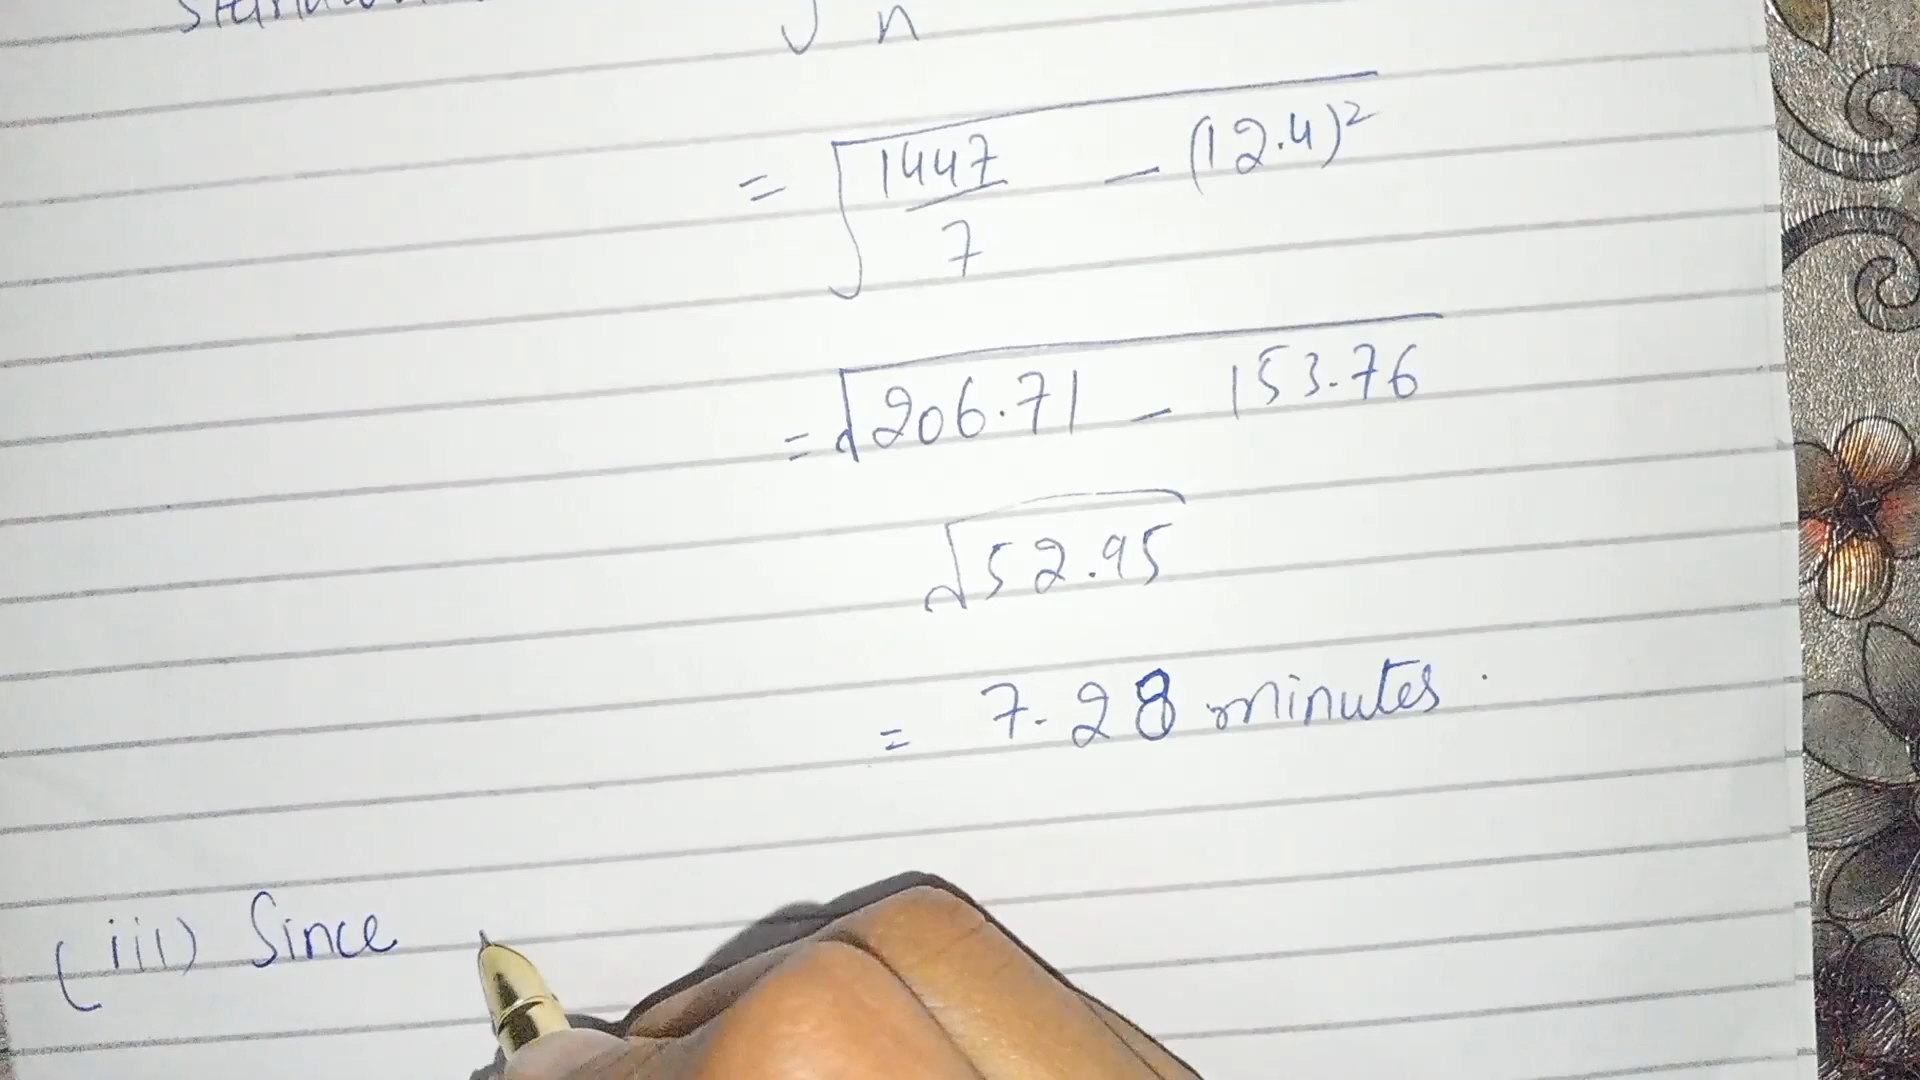 n
= √1447/7 - (12.4)²
= √206.71 - 153.76
√52.95
= 7.28 minutes.
(iii) Since